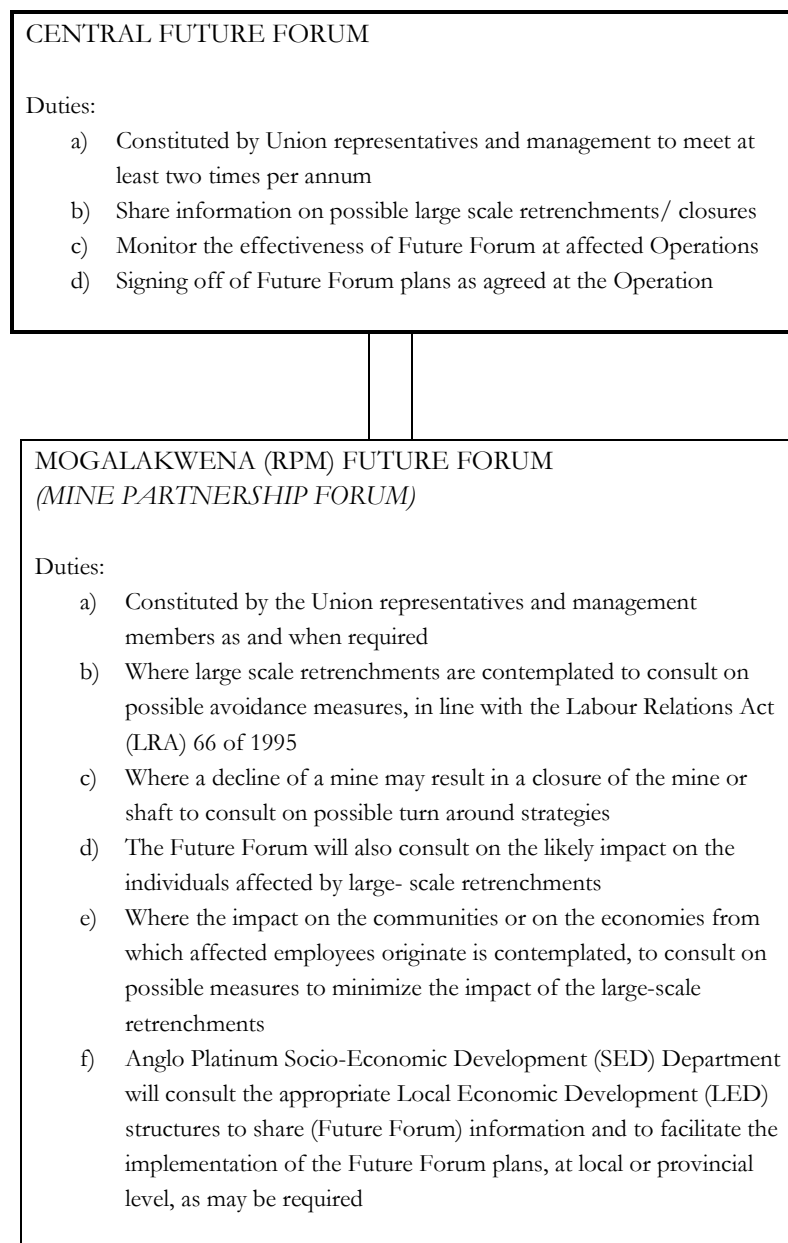 CENTRAL FUTURE FORUM
Duties:
a) Constituted by Union representatives and management to meet at
least two times per annum
b) Share information on possible large scale retrenchments/ closures
c) Monitor the effectiveness of Future Forum at affected Operations
d) Signing off of Future Forum plans as agreed at the Operation
MOGALAKWENA (RPM) FUTURE FORUM
(MINE PARTNERSHIP FORUM)
Duties:
a) Constituted by the Union representatives and management
members as and when required
b) Where large scale retrenchments are contemplated to consult on
possible avoidance measures, in line with the Labour Relations Act
(LRA) 66 of 1995
c) Where a decline of a mine may result in a closure of the mine or
shaft to consult on possible turn around strategies
d) The Future Forum will also consult on the likely impact on the
individuals affected by large- scale retrenchments
e) Where the impact on the communities or on the economies from
which affected employees originate is contemplated, to consult on
possible measures to minimize the impact of the large-scale
retrenchments
f) Anglo Platinum Socio-Economic Development (SED) Department
will consult the appropriate Local Economic Development (LED)
structures to share (Future Forum) information and to facilitate the
implementation of the Future Forum plans, at local or provincial
level, as may be required